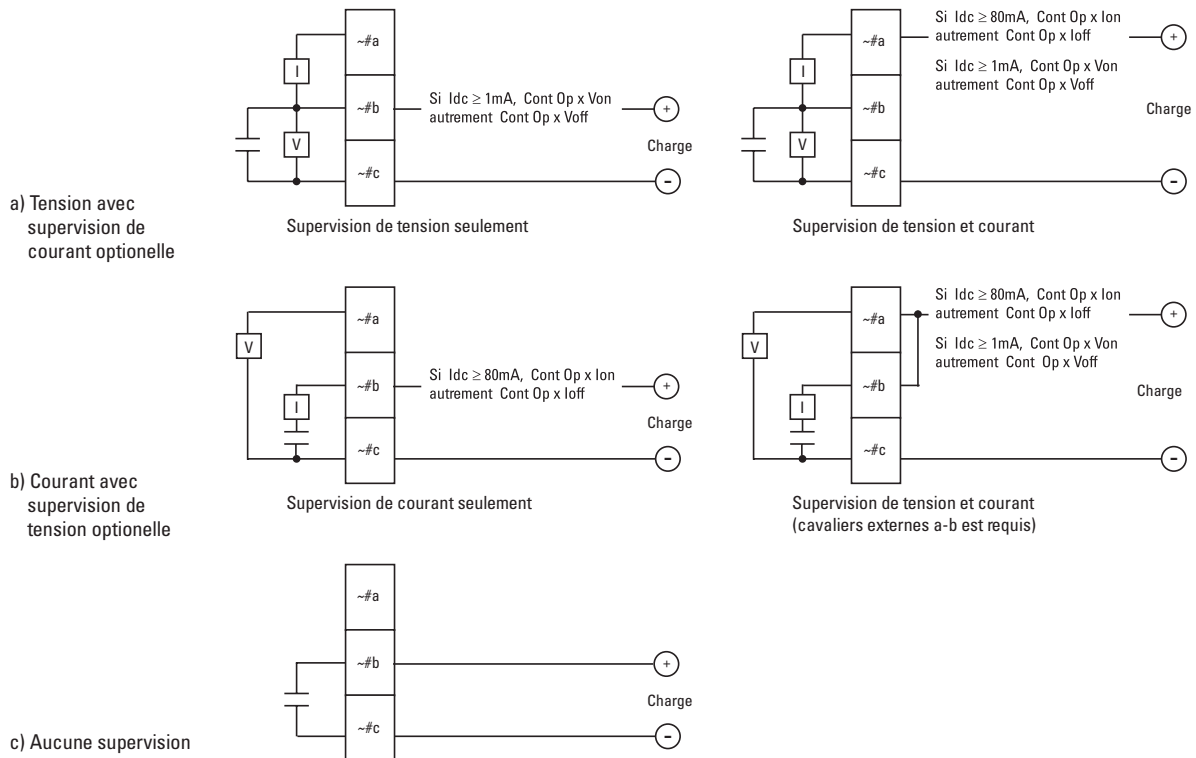 ~#a
I
~#b
V
~#c
Si Idc ≥ 1mA, Cont Op x Von
autrement Cont Op x Voff
+
Charge
-
Supervision de tension seulement
~#a
I
~#b
V
~#c
Si Idc ≥ 80mA, Cont Op x Ion
autrement Cont Op x Ioff
Si Idc ≥ 1mA, Cont Op x Von
autrement Cont Op x Voff
+
Charge
-
Supervision de tension et courant
a) Tension avec
supervision de
courant optionelle
~#a
V
~#b
I
~#c
Si Idc ≥ 80mA, Cont Op x Ion
autrement Cont Op x Ioff
+
Charge
-
Supervision de courant seulement
~#a
V
~#b
I
~#c
Si Idc ≥ 80mA, Cont Op x Ion
autrement Cont Op x Ioff
Si Idc ≥ 1mA, Cont Op x Von
autrement Cont Op x Voff
+
Charge
-
Supervision de tension et courant
(cavaliers externes a-b est requis)
b) Courant avec
supervision de
tension optionelle
~#a
~#b
~#c
+
Charge
-
c) Aucune supervision